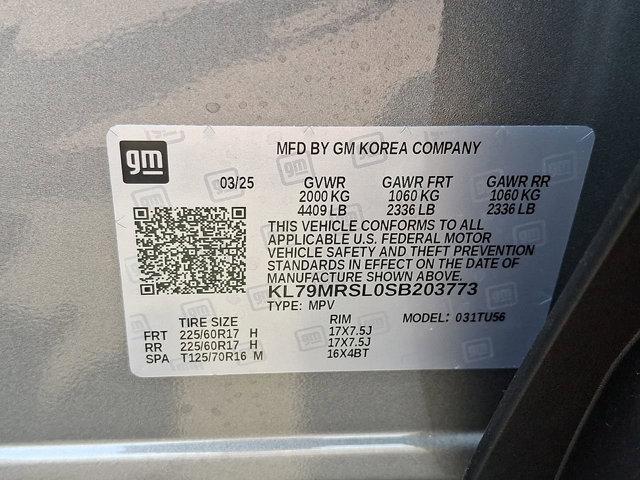 gm
MFD BY GM KOREA COMPANY
03/25 GVWR GAWR FRT GAWR RR
2000 KG 1060 KG 1060 KG
4409 LB 2336 LB 2336 LB
THIS VEHICLE CONFORMS TO ALL
APPLICABLE U.S. FEDERAL MOTOR
VEHICLE SAFETY AND THEFT PREVENTION
STANDARDS IN EFFECT ON THE DATE OF
MANUFACTURE SHOWN ABOVE.
KL79MRSL0SB203773
TYPE: MPV MODEL: 031TU56
TIRE SIZE RIM
FRT 225/60R17 H 17X7.5J
RR 225/60R17 H 17X7.5J
SPA T125/70R16 M 16X4BT